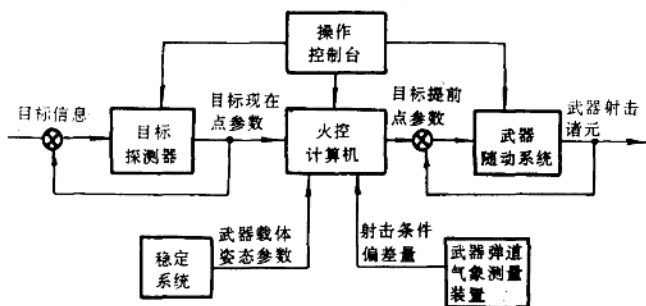 操作
控制台
目标信息
目标
探测器
目标现在
点参数
火控
计算机
目标提前
点参数
武器
随动系统
武器射击
诸元
稳定
系统
武器载体
姿态参数
射击条件
偏差量
武器弹道
气象测量
装置